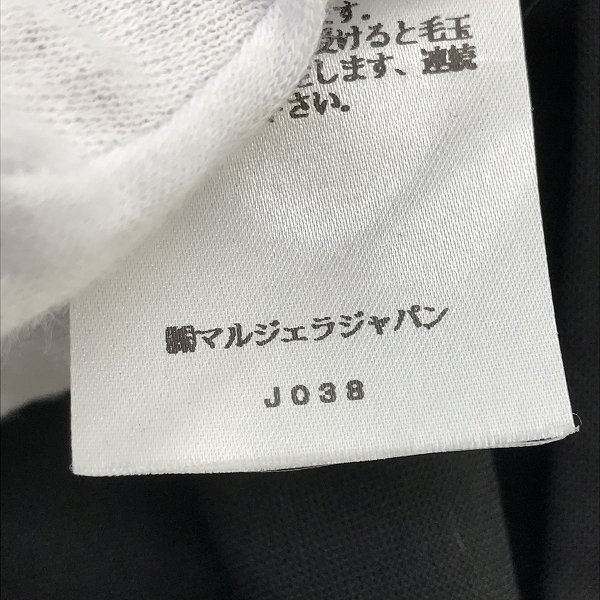 す。
受けると毛玉
します、連続
さい。
㈱マルジェラジャパン
J038